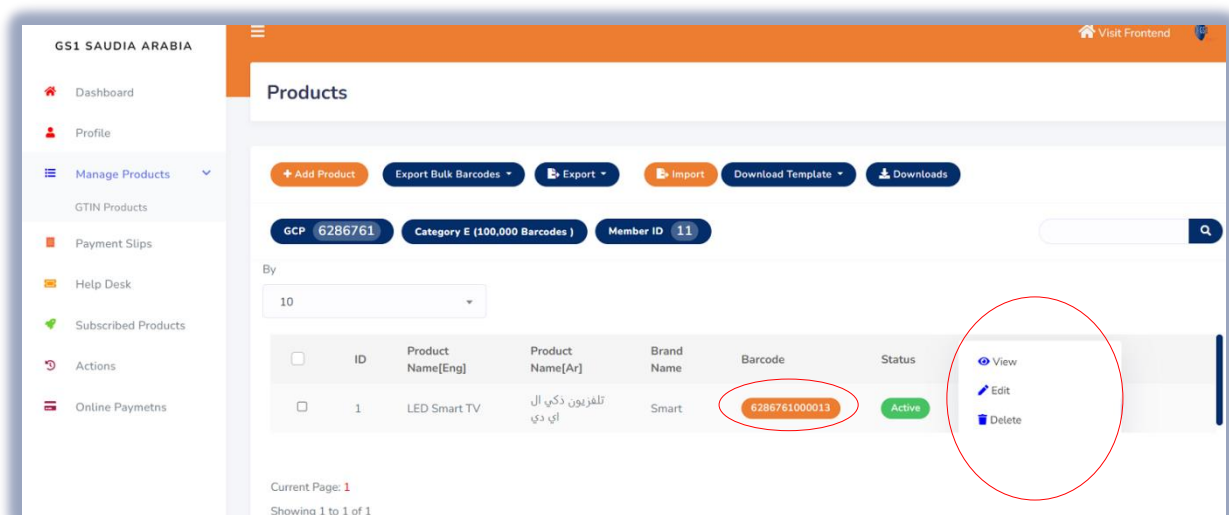 GS1 SAUDIA ARABIA
Visit Frontend
Dashboard
Profile
Manage Products
GTIN Products
Payment Slips
Help Desk
Subscribed Products
Actions
Online Paymetns
Products
+ Add Product
Export Bulk Barcodes
Export
Import
Download Template
Downloads
GCP 6286761
Category E (100,000 Barcodes )
Member ID 11
By
10
ID
Product
Name[Eng]
Product
Name[Ar]
Brand
Name
Barcode
Status
1
LED Smart TV
تلفزيون ذكي ال
اي دي
Smart
6286761000013
Active
View
Edit
Delete
Current Page: 1
Showing 1 to 1 of 1